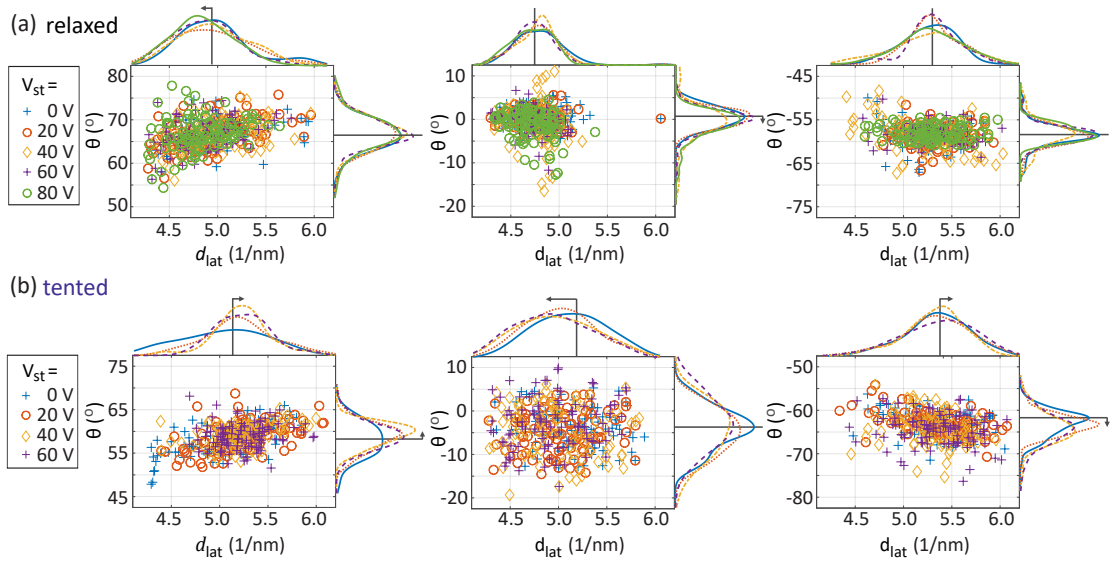 (a) relaxed
V_st =
0 V
20 V
40 V
60 V
80 V
θ (°)
80
70
60
50
4.5 5.0 5.5 6.0
d_lat (1/nm)
θ (°)
10
0
-10
-20
4.5 5.0 5.5 6.0
d_lat (1/nm)
θ (°)
-45
-55
-65
-75
4.5 5.0 5.5 6.0
d_lat (1/nm)
(b) tented
V_st =
0 V
20 V
40 V
60 V
θ (°)
75
65
55
45
4.5 5.0 5.5 6.0
d_lat (1/nm)
θ (°)
10
0
-10
-20
4.5 5.0 5.5 6.0
d_lat (1/nm)
θ (°)
-50
-60
-70
-80
4.5 5.0 5.5 6.0
d_lat (1/nm)